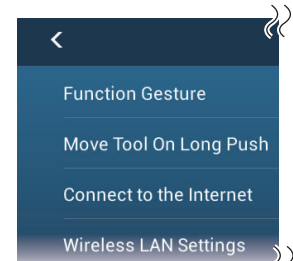 Function Gesture
Move Tool On Long Push
Connect to the Internet
Wireless LAN Settings